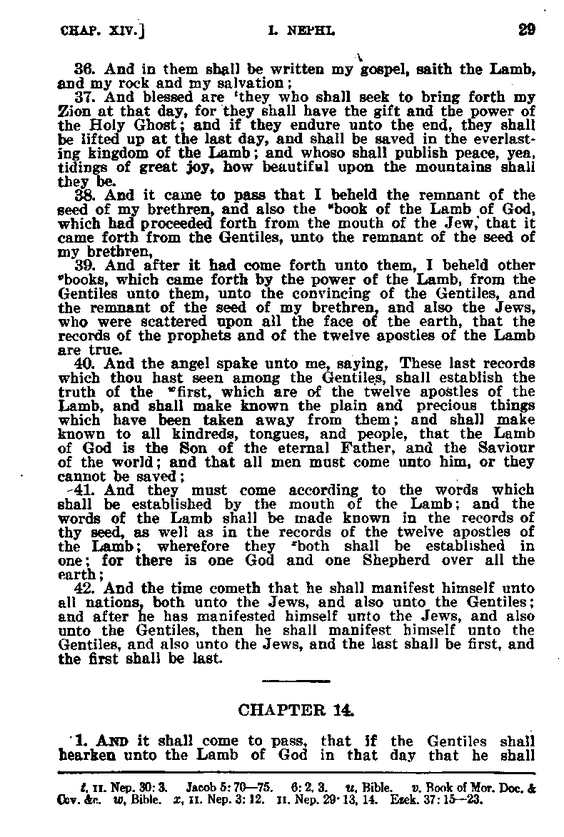 CHAP. XIV.] I. NEPHI. 29
36. And in them shall be written my gospel, saith the Lamb,
and my rock and my salvation;
37. And blessed are ᵗthey who shall seek to bring forth my
Zion at that day, for they shall have the gift and the power of
the Holy Ghost; and if they endure unto the end, they shall
be lifted up at the last day, and shall be saved in the everlast-
ing kingdom of the Lamb; and whoso shall publish peace, yea,
tidings of great joy, how beautiful upon the mountains shall
they be.
38. And it came to pass that I beheld the remnant of the
seed of my brethren, and also the ᵘbook of the Lamb of God,
which had proceeded forth from the mouth of the Jew, that it
came forth from the Gentiles, unto the remnant of the seed of
my brethren,
39. And after it had come forth unto them, I beheld other
ᵛbooks, which came forth by the power of the Lamb, from the
Gentiles unto them, unto the convincing of the Gentiles, and
the remnant of the seed of my brethren, and also the Jews,
who were scattered upon all the face of the earth, that the
records of the prophets and of the twelve apostles of the Lamb
are true.
40. And the angel spake unto me, saying, These last records
which thou hast seen among the Gentiles, shall establish the
truth of the ʷfirst, which are of the twelve apostles of the
Lamb, and shall make known the plain and precious things
which have been taken away from them; and shall make
known to all kindreds, tongues, and people, that the Lamb
of God is the Son of the eternal Father, and the Saviour
of the world; and that all men must come unto him, or they
cannot be saved;
41. And they must come according to the words which
shall be established by the mouth of the Lamb; and the
words of the Lamb shall be made known in the records of
thy seed, as well as in the records of the twelve apostles of
the Lamb; wherefore they ˣboth shall be established in
one; for there is one God and one Shepherd over all the
earth;
42. And the time cometh that he shall manifest himself unto
all nations, both unto the Jews, and also unto the Gentiles;
and after he has manifested himself unto the Jews, and also
unto the Gentiles, then he shall manifest himself unto the
Gentiles, and also unto the Jews, and the last shall be first, and
the first shall be last.
CHAPTER 14.
1. AND it shall come to pass, that if the Gentiles shall
hearken unto the Lamb of God in that day that he shall
t, II. Nep. 30: 3. Jacob 5: 70—75. 6: 2, 3. u, Bible. v, Book of Mor. Doc. &
Cov. &c. w, Bible. x, II. Nep. 3: 12. II. Nep. 29: 13, 14. Ezek. 37: 15—23.